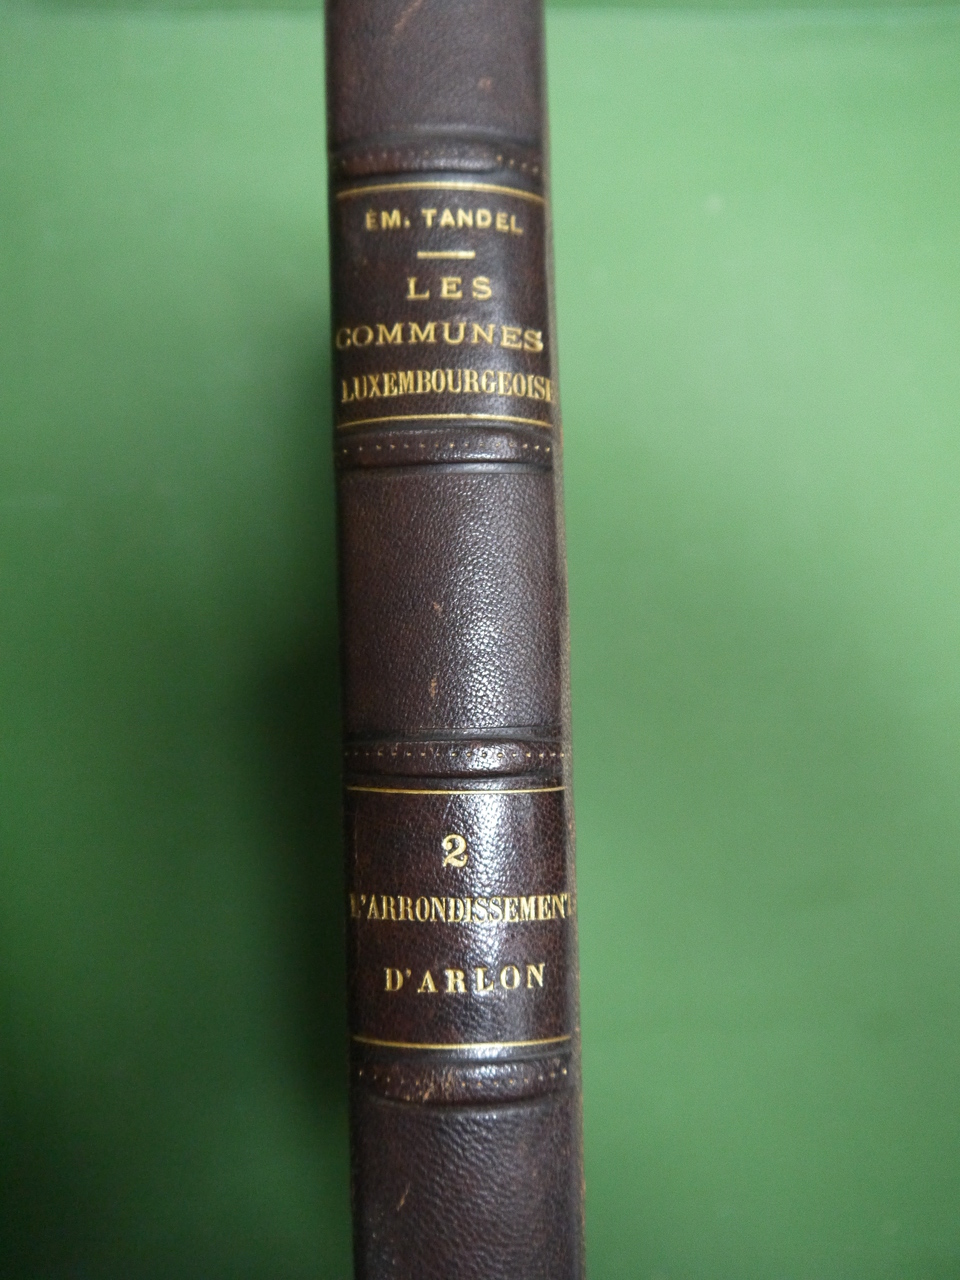 ÉM. TANDEL
LES
COMMUNES
LUXEMBOURGEOISE
2
L'ARRONDISSEMENT
D'ARLON